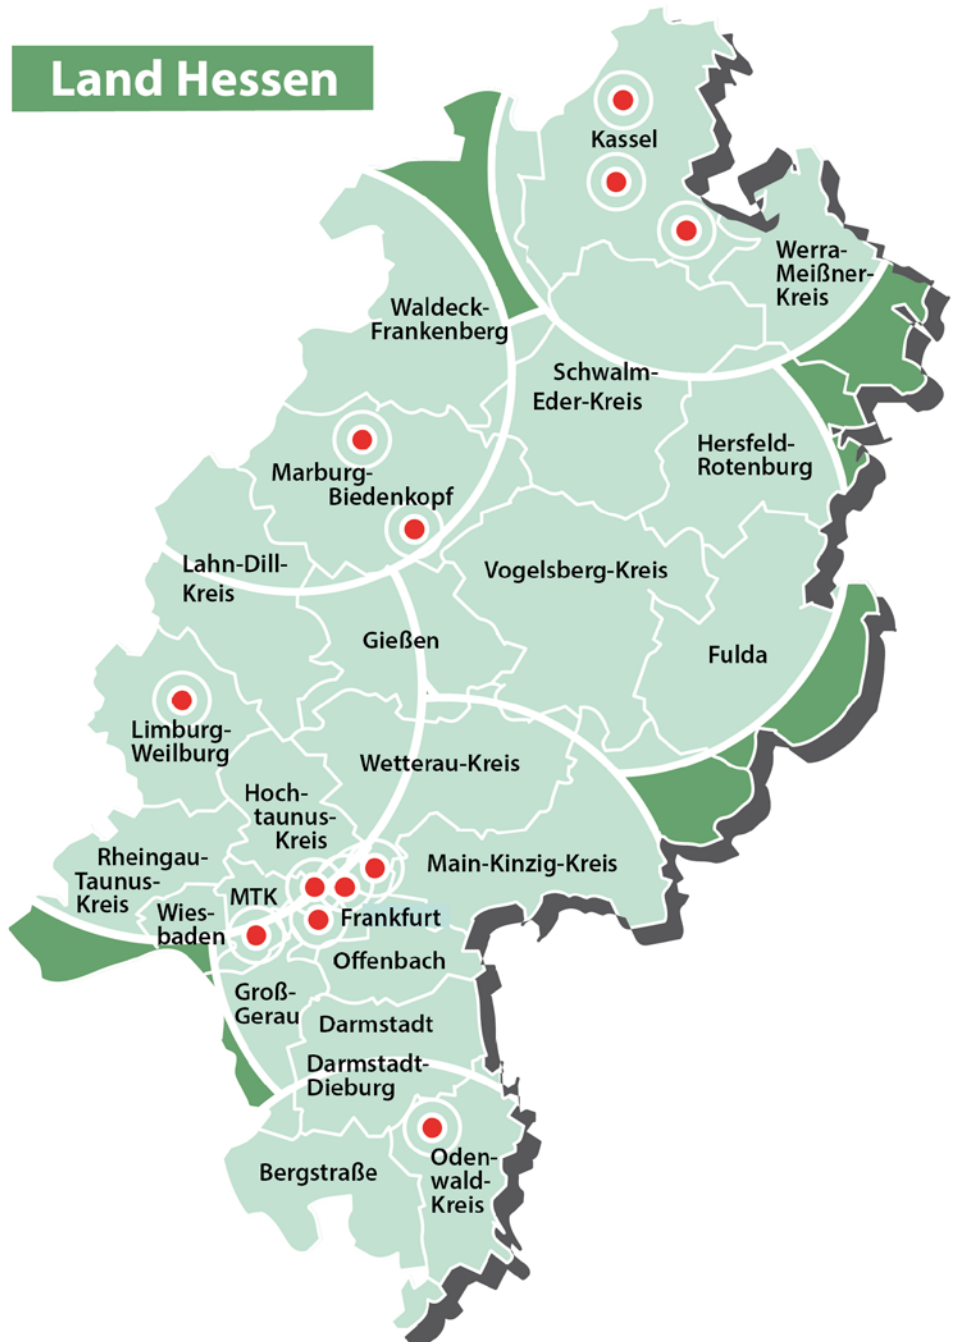 Land Hessen
Kassel
Werra-
Meißner-
Kreis
Waldeck-
Frankenberg
Schwalm-
Eder-Kreis
Hersfeld-
Rotenburg
Marburg-
Biedenkopf
Lahn-Dill-
Kreis
Vogelsberg-Kreis
Gießen
Fulda
Limburg-
Weilburg
Wetterau-Kreis
Hoch-
taunus-
Kreis
Main-Kinzig-Kreis
Rheingau-
Taunus-
Kreis
MTK
Wies-
baden
Frankfurt
Offenbach
Groß-
Gerau
Darmstadt
Darmstadt-
Dieburg
Bergstraße
Oden-
wald-
Kreis